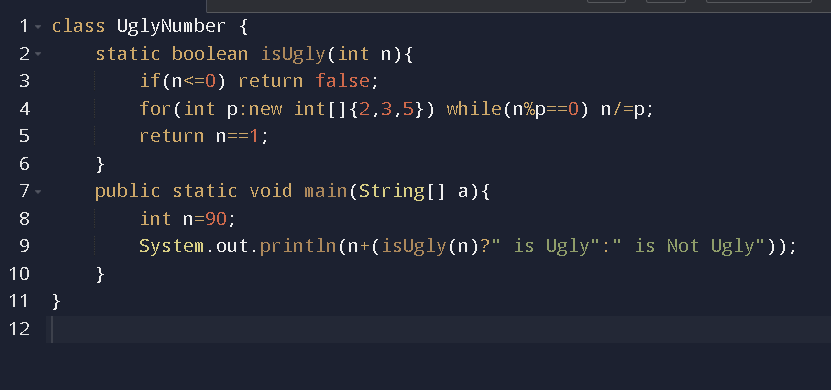 1 class UglyNumber {
2 static boolean isUgly(int n){
3 if(n<=0) return false;
4 for(int p:new int[]{2,3,5}) while(n%p==0) n/=p;
5 return n==1;
6 }
7 public static void main(String[] a){
8 int n=90;
9 System.out.println(n+(isUgly(n)?" is Ugly":" is Not Ugly"));
10 }
11 }
12